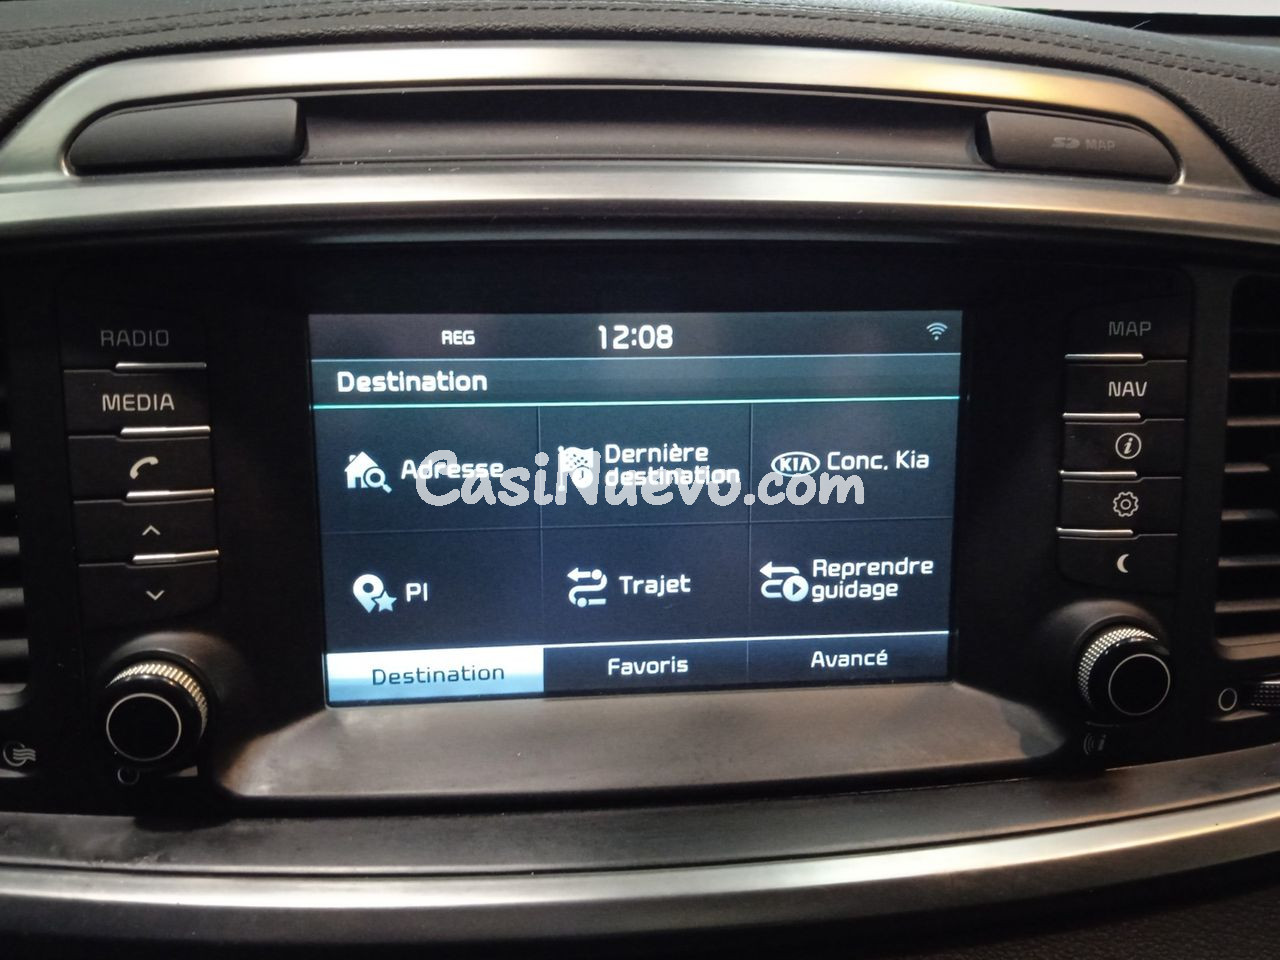 SD MAP
RADIO
MEDIA
REG
12:08
Destination
Adresse
Dernière
destination
KIA Conc. Kia
PI
Trajet
Reprendre
guidage
Destination
Favoris
Avancé
MAP
NAV
CasiNuevo.com